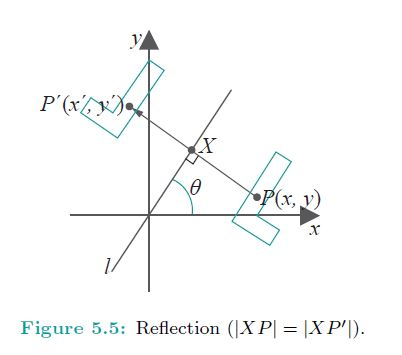 y
P´(x´, y´)
X
θ
P(x, y)
x
l
Figure 5.5: Reflection (|XP| = |XP′|).